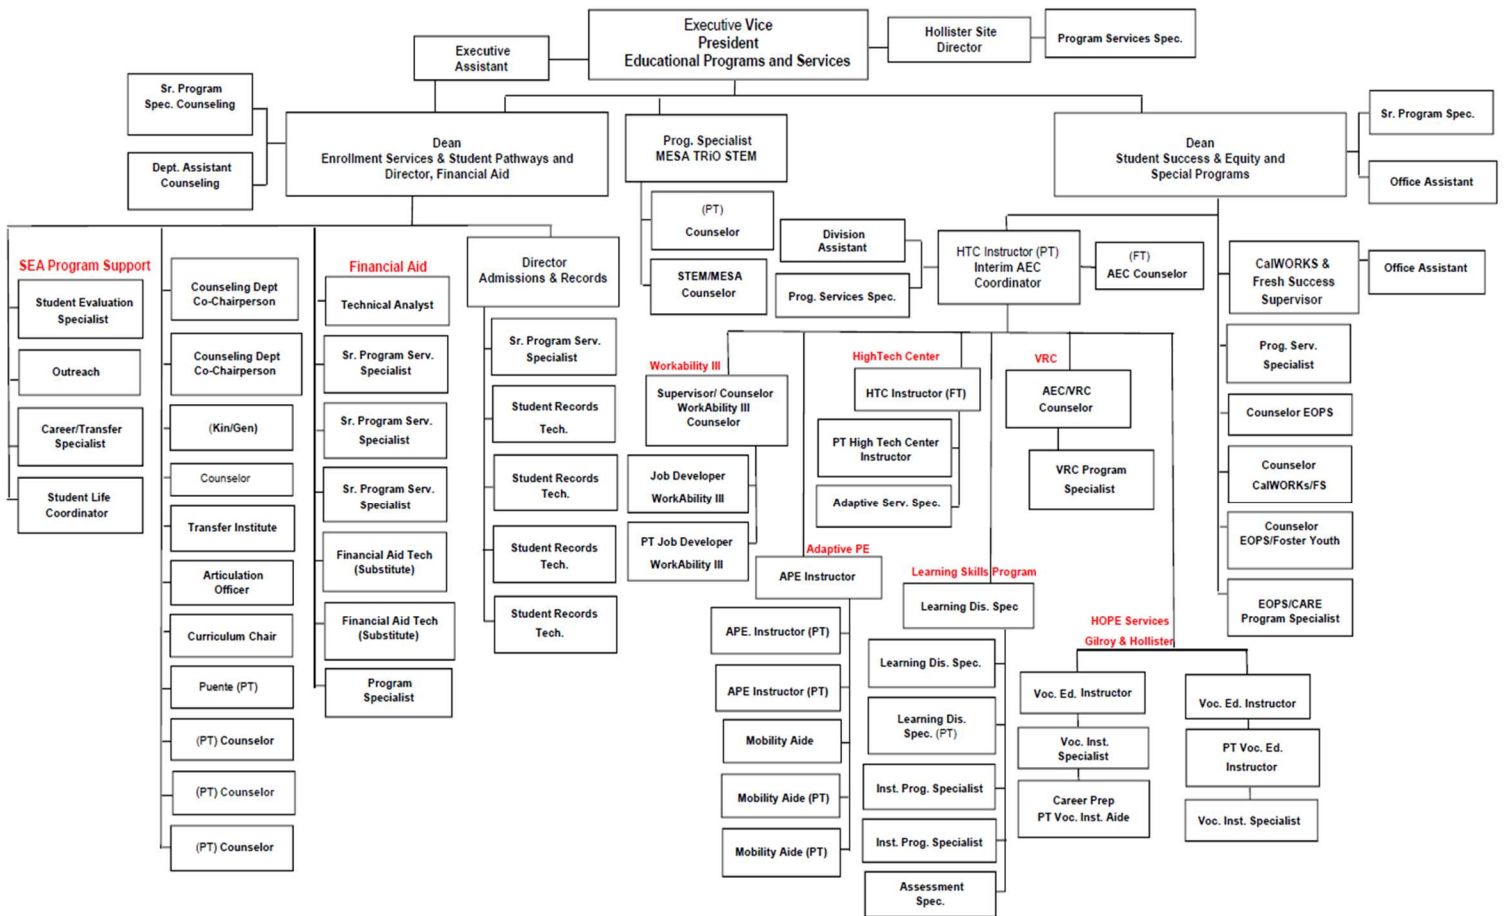 Executive Vice
President
Educational Programs and Services
Hollister Site
Director
Program Services Spec.
Executive
Assistant
Sr. Program
Spec. Counseling
Dept. Assistant
Counseling
Dean
Enrollment Services & Student Pathways and
Director, Financial Aid
Prog. Specialist
MESA TRiO STEM
(PT)
Counselor
STEM/MESA
Counselor
Dean
Student Success & Equity and
Special Programs
Sr. Program Spec.
Office Assistant
SEA Program Support
Student Evaluation
Specialist
Outreach
Career/Transfer
Specialist
Student Life
Coordinator
Counseling Dept
Co-Chairperson
Counseling Dept
Co-Chairperson
(Kin/Gen)
Counselor
Transfer Institute
Articulation
Officer
Curriculum Chair
Puente (PT)
(PT) Counselor
(PT) Counselor
(PT) Counselor
Financial Aid
Technical Analyst
Sr. Program Serv.
Specialist
Sr. Program Serv.
Specialist
Sr. Program Serv.
Specialist
Financial Aid Tech
(Substitute)
Financial Aid Tech
(Substitute)
Program
Specialist
Director
Admissions & Records
Sr. Program Serv.
Specialist
Student Records
Tech.
Student Records
Tech.
Student Records
Tech.
Student Records
Tech.
Division
Assistant
Prog. Services Spec.
HTC Instructor (PT)
Interim AEC
Coordinator
(FT)
AEC Counselor
Workability III
Supervisor/ Counselor
WorkAbility III
Counselor
Job Developer
WorkAbility III
PT Job Developer
WorkAbility III
Adaptive PE
APE Instructor
APE. Instructor (PT)
APE Instructor (PT)
Mobility Aide
Mobility Aide (PT)
Mobility Aide (PT)
HighTech Center
HTC Instructor (FT)
PT High Tech Center
Instructor
Adaptive Serv. Spec.
Learning Skills Program
Learning Dis. Spec
Learning Dis. Spec.
Learning Dis.
Spec. (PT)
Inst. Prog. Specialist
Inst. Prog. Specialist
Assessment
Spec.
VRC
AEC/VRC
Counselor
VRC Program
Specialist
HOPE Services
Gilroy & Hollister
Voc. Ed. Instructor
Voc. Inst.
Specialist
Career Prep
PT Voc. Inst. Aide
Voc. Ed. Instructor
PT Voc. Ed.
Instructor
Voc. Inst. Specialist
CalWORKS &
Fresh Success
Supervisor
Office Assistant
Prog. Serv.
Specialist
Counselor EOPS
Counselor
CalWORKs/FS
Counselor
EOPS/Foster Youth
EOPS/CARE
Program Specialist